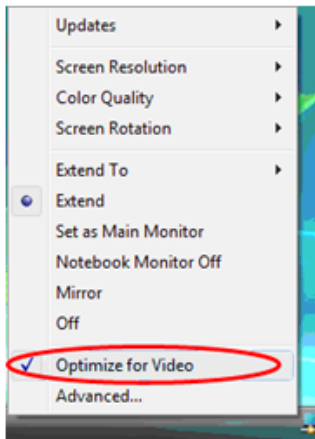 Updates
Screen Resolution
Color Quality
Screen Rotation
Extend To
Extend
Set as Main Monitor
Notebook Monitor Off
Mirror
Off
Optimize for Video
Advanced...